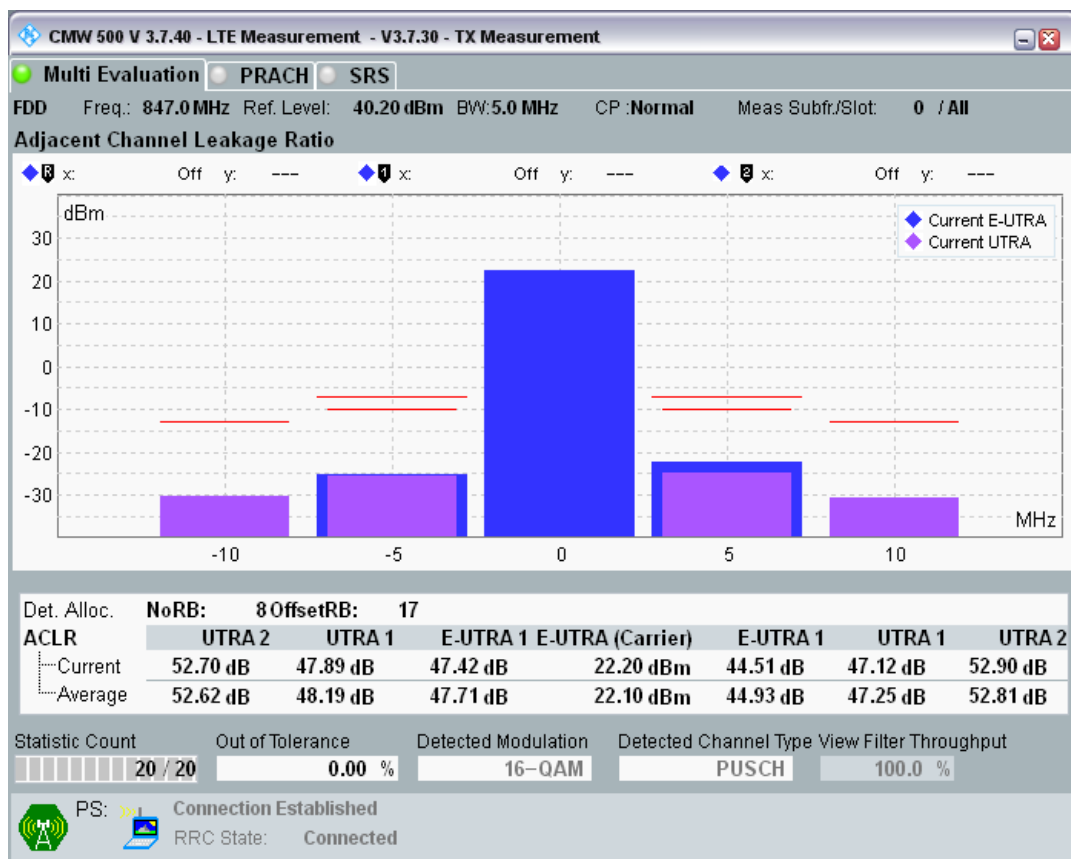 CMW 500 V 3.7.40 - LTE Measurement - V3.7.30 - TX Measurement
Multi Evaluation PRACH SRS
FDD Freq.: 847.0 MHz Ref. Level: 40.20 dBm BW:5.0 MHz CP :Normal Meas Subfr./Slot: 0 / All
Adjacent Channel Leakage Ratio
R x: Off y: --- 1 x: Off y: --- 2 x: Off y: ---
dBm
Current E-UTRA
Current UTRA
30
20
10
0
-10
-20
-30
MHz
-10 -5 0 5 10
Det. Alloc. NoRB: 8 OffsetRB: 17
ACLR UTRA 2 UTRA 1 E-UTRA 1 E-UTRA (Carrier) E-UTRA 1 UTRA 1 UTRA 2
Current 52.70 dB 47.89 dB 47.42 dB 22.20 dBm 44.51 dB 47.12 dB 52.90 dB
Average 52.62 dB 48.19 dB 47.71 dB 22.10 dBm 44.93 dB 47.25 dB 52.81 dB
Statistic Count Out of Tolerance Detected Modulation Detected Channel Type View Filter Throughput
20 / 20 0.00 % 16-QAM PUSCH 100.0 %
PS: Connection Established
RRC State: Connected